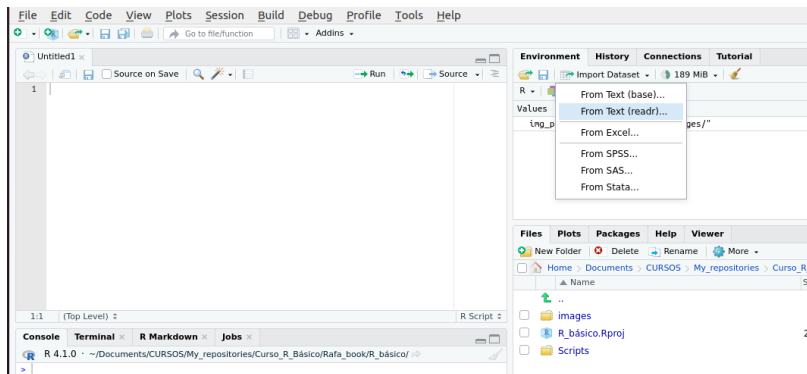 File Edit Code View Plots Session Build Debug Profile Tools Help
Go to file/function Addins
Untitled1
Source on Save Run Source
1
1:1 (Top Level) R Script
Console Terminal R Markdown Jobs
R 4.1.0 · ~/Documents/CURSOS/My_repositories/Curso_R_Básico/Rafa_book/R_básico/
>
Environment History Connections Tutorial
Import Dataset 189 MiB
R
From Text (base)...
Values
From Text (readr)...
img_p ges/"
From Excel...
From SPSS...
From SAS...
From Stata...
Files Plots Packages Help Viewer
New Folder Delete Rename More
Home Documents CURSOS My_repositories Curso_R
Name S
..
images
R_básico.Rproj 2
Scripts